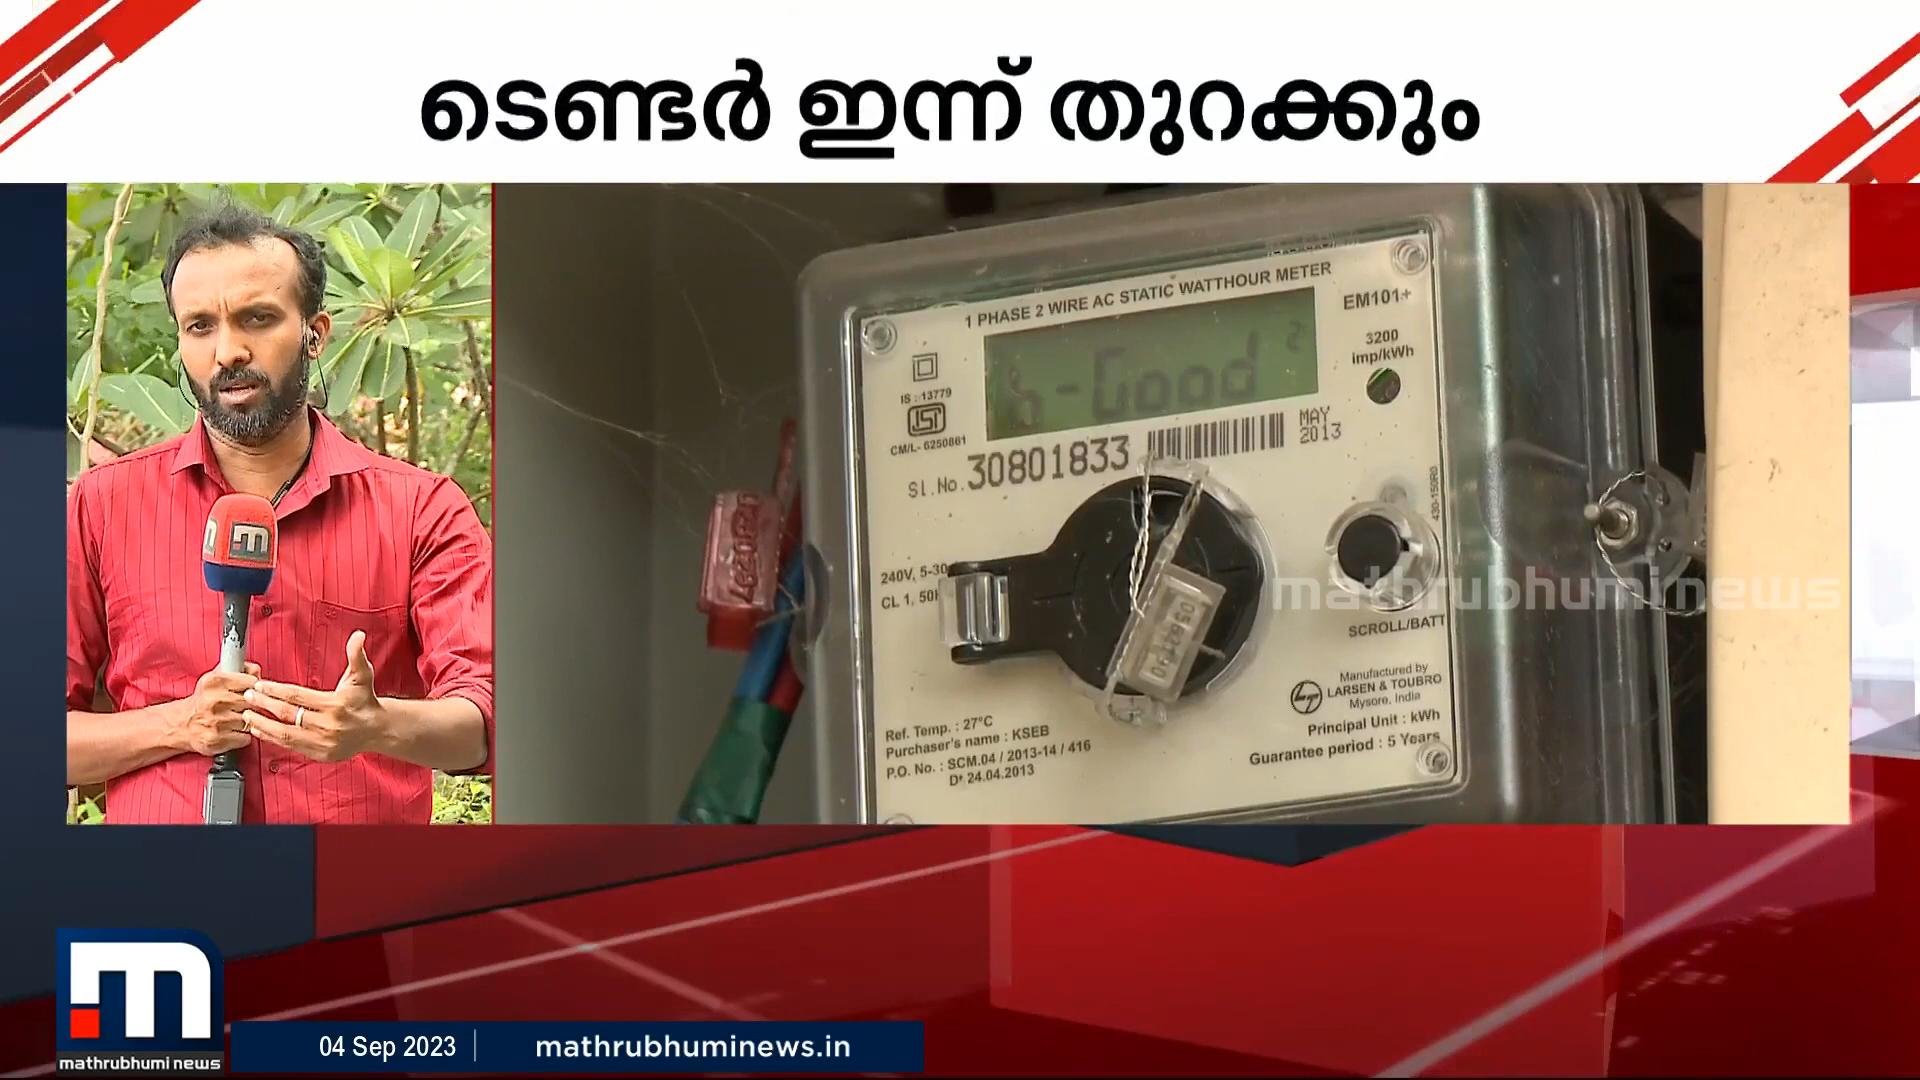 ടെണ്ടർ ഇന്ന് തുറക്കും
1 PHASE 2 WIRE AC STATIC WATTHOUR METER
EM101+
3200
imp/kWh
b-Good
IS : 13779
CM/L- 6250861
MAY
2013
Sl.No. 30801833
240V, 5-30
CL 1, 50H
SCROLL/BATT
Manufactured by
LARSEN & TOUBRO
Mysore, India
Ref. Temp. : 27°C
Purchaser's name : KSEB
P.O. No. : SCM.04 / 2013-14 / 416
Dt 24.04.2013
Principal Unit : kWh
Guarantee period : 5 Years
mathrubhuminews
mathrubhumi news
04 Sep 2023
mathrubhuminews.in